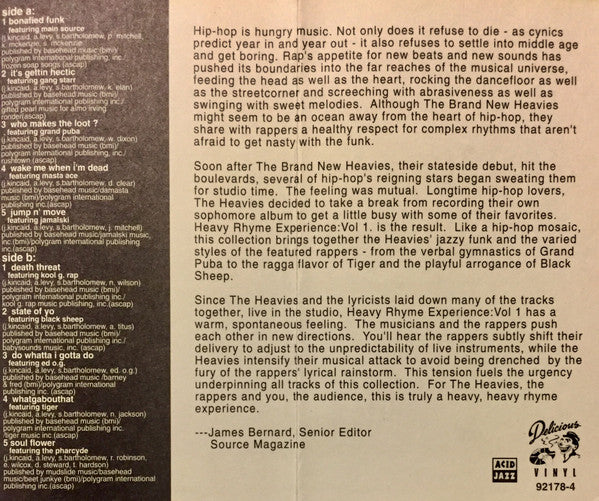 side a:
1 bonafied funk
featuring main source
(j.kincaid, a.levy, s.bartholomew, p. mitchell,
k. mckenzie, s. mckenzie
published by basehead music (bmi)/
polygram international publishing, inc./
frozen soap songs (ascap)
2 it's gettin hectic
featuring gang starr
(j.kincaid, a.levy, s.bartholomew, k. elan)
published by basehead music (bmi)/
polygram international publishing inc./
gifted pearl music for almo irving
ronder(ascap)
3 who makes the loot ?
featuring grand puba
(j.kincaid, a.levy, s.bartholomew, w. dixon)
published by basehead music (bmi)/
polygram international publishing, inc./
rushtown (ascap)
4 wake me when i'm dead
featuring masta ace
(j.kincaid, a.levy, s.bartholomew, d. clear)
published by basehead music/damasta
music (bmi)/polygram international
publishing inc.(ascap)
5 jump n' move
featuring jamalski
(j.kincaid, a.levy, s.bartholomew, j. mitchell)
published by basehead music/jamalski music,
inc (bmi)/polygram international publishing
inc.(ascap)
side b:
1 death threat
featuring kool g. rap
(j.kincaid, a.levy, s.bartholomew, n. wilson)
published by basehead music (bmi)/
polygram international publishing inc./
kool g. rap music publishing, inc. (ascap)
2 state of yo
featuring black sheep
(j.kincaid, a.levy, s.bartholomew, a. titus)
published by basehead music (bmi)/
polygram international publishing inc./
babysounds music, inc. (ascap)
3 do whatta i gotta do
featuring ed o.g.
(j.kincaid, a.levy, s.bartholomew, ed. o.g.)
published by basehead music /barney
& fred (bmi)/polygram international
publishing inc.(ascap)
4 whatgabouthat
featuring tiger
(j.kincaid, a.levy, s.bartholomew, n. jackson)
published by basehead music (bmi)/
polygram international publishing inc.
/tiger music inc.(ascap)
5 soul flower
featuring the pharcyde
(j.kincaid, a.levy, s.bartholomew, r. robinson,
e. wilcox, d. steward, t. hardson)
published by mudslide music/basehead
music/beet junkiye (bmi)/polygram
international publishing inc.(ascap)
Hip-hop is hungry music. Not only does it refuse to die - as cynics
predict year in and year out - it also refuses to settle into middle age
and get boring. Rap's appetite for new beats and new sounds has
pushed its boundaries into the far reaches of the musical universe,
feeding the head as well as the heart, rocking the dancefloor as well
as the streetcorner and screeching with abrasiveness as well as
swinging with sweet melodies. Although The Brand New Heavies
might seem to be an ocean away from the heart of hip-hop, they
share with rappers a healthy respect for complex rhythms that aren't
afraid to get nasty with the funk.
Soon after The Brand New Heavies, their stateside debut, hit the
boulevards, several of hip-hop's reigning stars began sweating them
for studio time. The feeling was mutual. Longtime hip-hop lovers,
The Heavies decided to take a break from recording their own
sophomore album to get a little busy with some of their favorites.
Heavy Rhyme Experience:Vol 1. is the result. Like a hip-hop mosaic,
this collection brings together the Heavies' jazzy funk and the varied
styles of the featured rappers - from the verbal gymnastics of Grand
Puba to the ragga flavor of Tiger and the playful arrogance of Black
Sheep.
Since The Heavies and the lyricists laid down many of the tracks
together, live in the studio, Heavy Rhyme Experience:Vol 1 has a
warm, spontaneous feeling. The musicians and the rappers push
each other in new directions. You'll hear the rappers subtly shift their
delivery to adjust to the unpredictability of live instruments, while the
Heavies intensify their musical attack to avoid being drenched by the
fury of the rappers' lyrical rainstorm. This tension fuels the urgency
underpinning all tracks of this collection. For The Heavies, the
rappers and you, the audience, this is truly a heavy, heavy rhyme
experience.
---James Bernard, Senior Editor
Source Magazine
ACID
JAZZ
Delicious
VINYL
92178-4